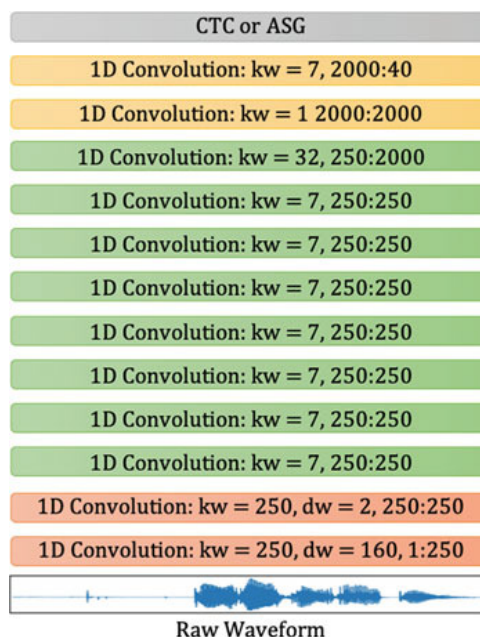 CTC or ASG
1D Convolution: kw = 7, 2000:40
1D Convolution: kw = 1 2000:2000
1D Convolution: kw = 32, 250:2000
1D Convolution: kw = 7, 250:250
1D Convolution: kw = 7, 250:250
1D Convolution: kw = 7, 250:250
1D Convolution: kw = 7, 250:250
1D Convolution: kw = 7, 250:250
1D Convolution: kw = 7, 250:250
1D Convolution: kw = 7, 250:250
1D Convolution: kw = 250, dw = 2, 250:250
1D Convolution: kw = 250, dw = 160, 1:250
Raw Waveform